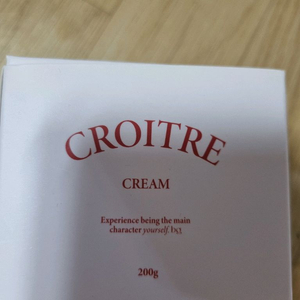 CROITRE
CREAM
Experience being the main
character yourself.
200g